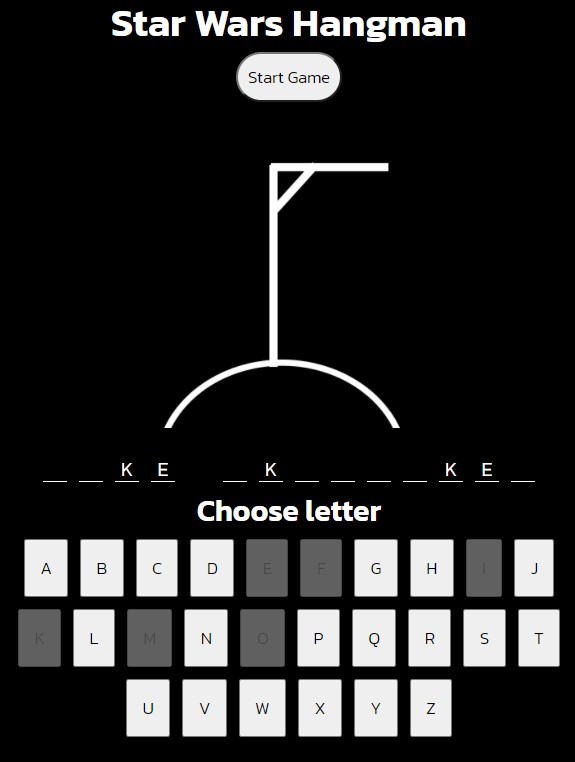 Star Wars Hangman
Start Game
_ _ K E _ K _ _ _ _ K E _
Choose letter
A B C D E F G H I J
K L M N O P Q R S T
U V W X Y Z